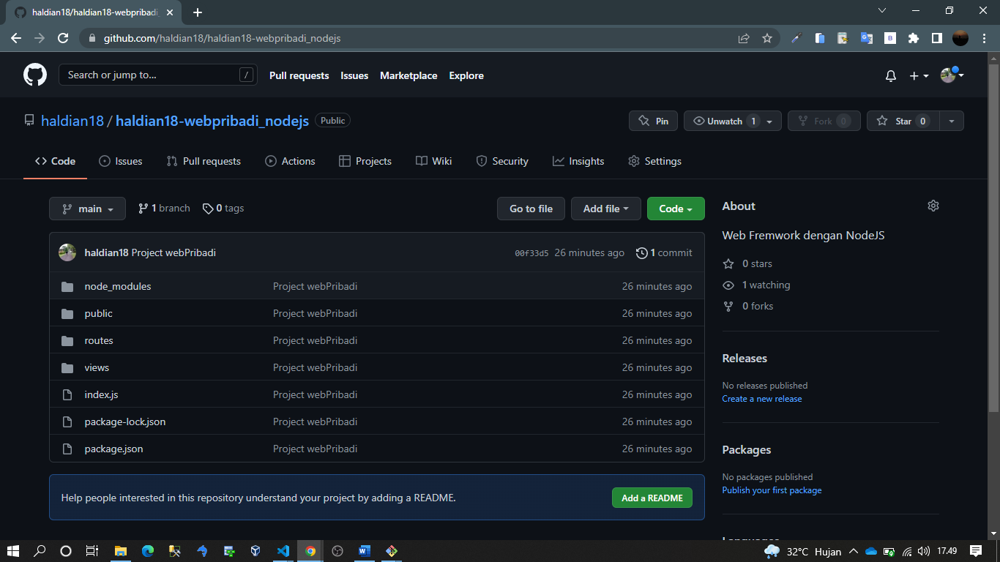 haldian18/haldian18-webpribadi_
github.com/haldian18/haldian18-webpribadi_nodejs
Search or jump to...
/
Pull requests
Issues
Marketplace
Explore
haldian18 / haldian18-webpribadi_nodejs
Public
Pin
Unwatch 1
Fork 0
Star 0
Code
Issues
Pull requests
Actions
Projects
Wiki
Security
Insights
Settings
main
1 branch
0 tags
Go to file
Add file
Code
haldian18 Project webPribadi
00f33d5 26 minutes ago
1 commit
node_modules Project webPribadi 26 minutes ago
public Project webPribadi 26 minutes ago
routes Project webPribadi 26 minutes ago
views Project webPribadi 26 minutes ago
index.js Project webPribadi 26 minutes ago
package-lock.json Project webPribadi 26 minutes ago
package.json Project webPribadi 26 minutes ago
Help people interested in this repository understand your project by adding a README.
Add a README
About
Web Fremwork dengan NodeJS
0 stars
1 watching
0 forks
Releases
No releases published
Create a new release
Packages
No packages published
Publish your first package
Languages
32°C Hujan
17.49